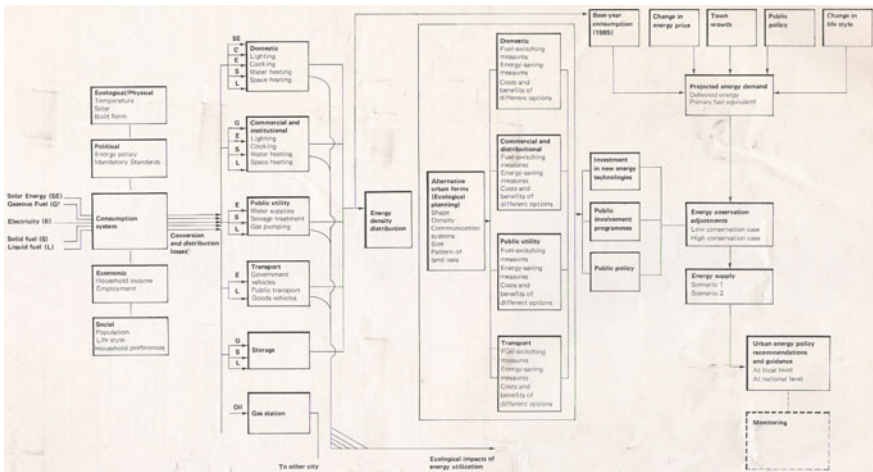 Ecological/Physical
Temperature
Solar
Built form
Political
Energy policy
Mandatory Standards
Solar Energy (SE)
Gaseous Fuel (G)
Electricity (E)
Solid fuel (S)
Liquid fuel (L)
Consumption
system
Conversion
and distribution
losses
Economic
Household income
Employment
Social
Population
Life style
Household preferences
SE
C
E
S
L
Domestic
Lighting
Cooking
Water heating
Space heating
G
E
S
L
Commercial and
institutional
Lighting
Cooking
Water heating
Space heating
E
S
L
Public utility
Water supplies
Sewage treatment
Gas pumping
E
L
Transport
Government
vehicles
Public transport
Goods vehicles
G
S
L
Storage
Oil
Gas station
To other city
Ecological impacts of
energy utilization
Energy
density
distribution
Alternative
urban forms
(Ecological
planning)
Shape
Density
Communication
systems
Size
Pattern of
land uses
Domestic
Fuel-switching
measures
Energy-saving
measures
Costs and
benefits of
different options
Commercial and
distributional
Fuel-switching
measures
Energy-saving
measures
Costs and
benefits of
different options
Public utility
Fuel-switching
measures
Energy-saving
measures
Costs and
benefits of
different options
Transport
Fuel-switching
measures
Energy-saving
measures
Costs and
benefits of
different options
Base-year
consumption
(1985)
Change in
energy price
Town
growth
Public
policy
Change in
life style
Projected energy demand
Delivered energy
Primary fuel equivalent
Investment
in new energy
technologies
Public
involvement
programmes
Public policy
Energy conservation
adjustments
Low conservation case
High conservation case
Energy supply
Scenario 1
Scenario 2
Urban energy policy
recommendations
and guidance
At local level
At national level
Monitoring